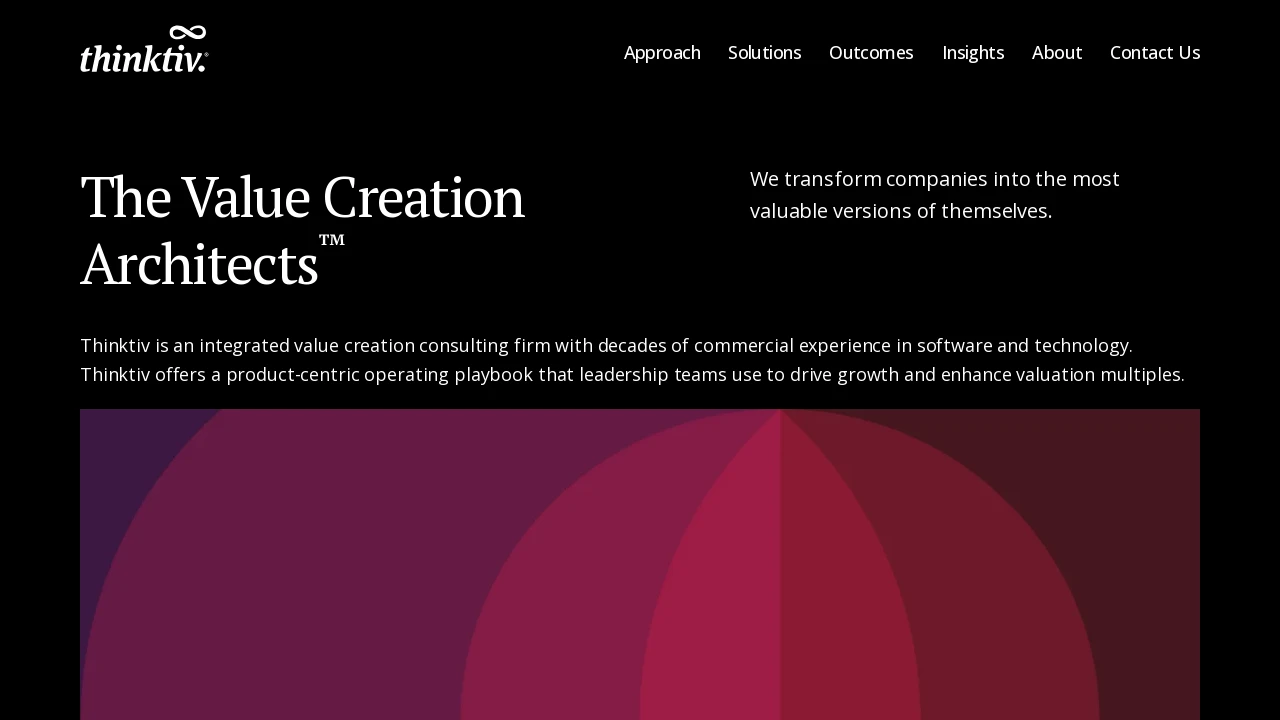 thinktiv.®
Approach Solutions Outcomes Insights About Contact Us
The Value Creation
Architects™
We transform companies into the most
valuable versions of themselves.
Thinktiv is an integrated value creation consulting firm with decades of commercial experience in software and technology.
Thinktiv offers a product-centric operating playbook that leadership teams use to drive growth and enhance valuation multiples.